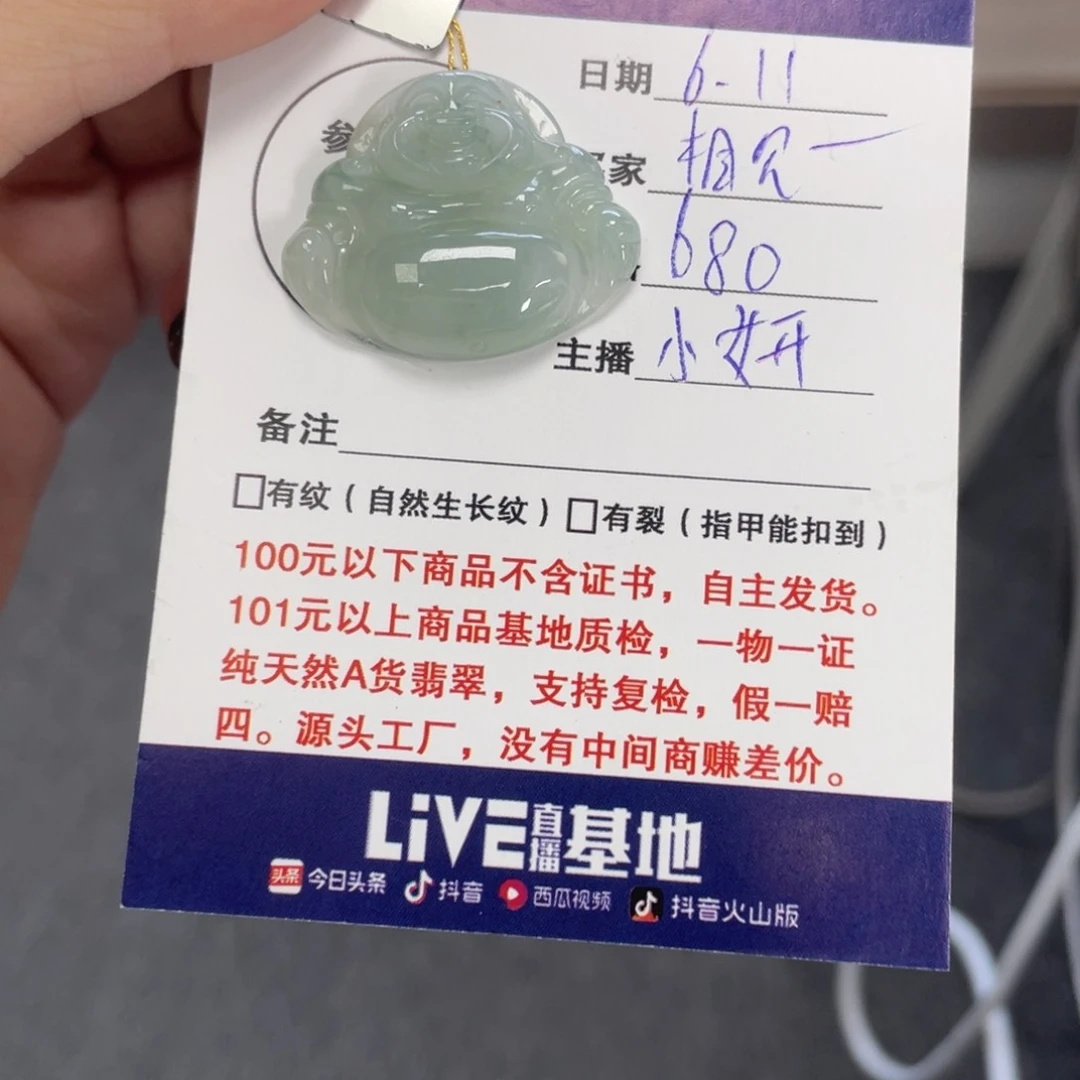 日期 6-11
参
家 相见一
680
主播 小妍
备注
□有纹（自然生长纹）□有裂（指甲能扣到）
100元以下商品不含证书，自主发货。
101元以上商品基地质检，一物一证
纯天然A货翡翠，支持复检，假一赔
四。源头工厂，没有中间商赚差价。
LiVE直播基地
头条 今日头条 抖音 西瓜视频 抖音火山版